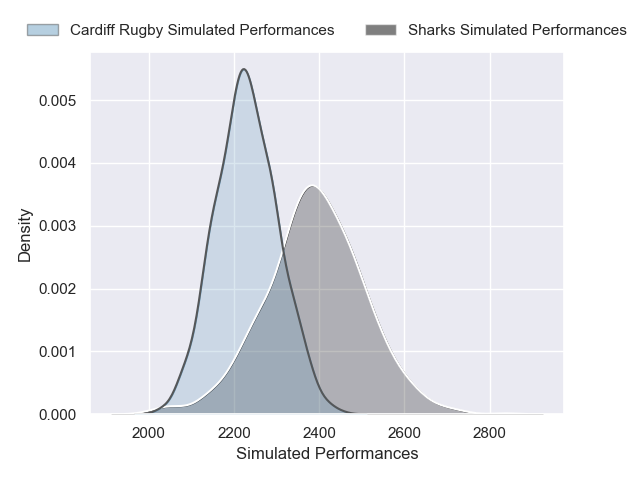 Cardiff Rugby Simulated Performances
Sharks Simulated Performances
0.005
0.004
0.003
0.002
0.001
0.000
Density
2000
2200
2400
2600
2800
Simulated Performances